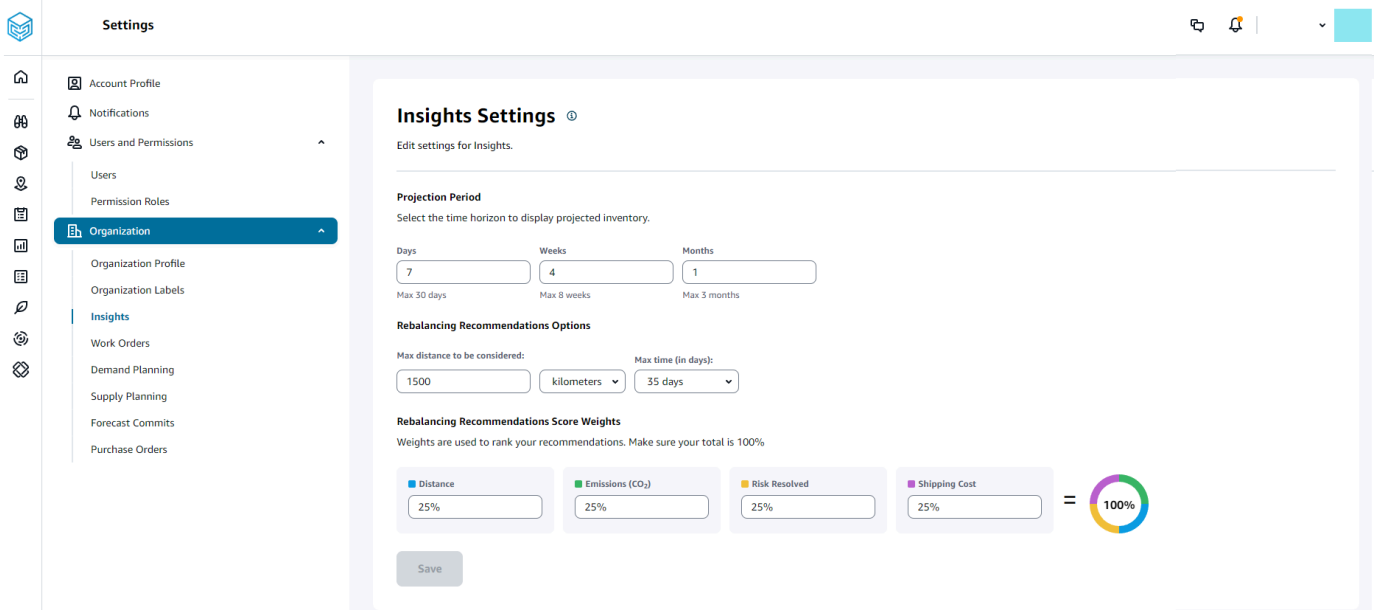 Settings
Account Profile
Notifications
Users and Permissions
Users
Permission Roles
Organization
Organization Profile
Organization Labels
Insights
Work Orders
Demand Planning
Supply Planning
Forecast Commits
Purchase Orders
Insights Settings
Edit settings for Insights.
Projection Period
Select the time horizon to display projected inventory.
Days Weeks Months
7 4 1
Max 30 days Max 8 weeks Max 3 months
Rebalancing Recommendations Options
Max distance to be considered: Max time (in days):
1500 kilometers 35 days
Rebalancing Recommendations Score Weights
Weights are used to rank your recommendations. Make sure your total is 100%
Distance Emissions (CO₂) Risk Resolved Shipping Cost
25% 25% 25% 25% = 100%
Save